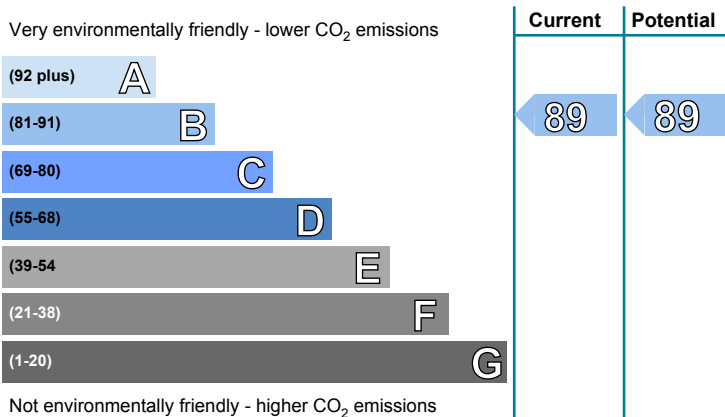 Very environmentally friendly - lower CO₂ emissions
Current Potential
(92 plus) A
(81-91) B
89 89
(69-80) C
(55-68) D
(39-54 E
(21-38) F
(1-20) G
Not environmentally friendly - higher CO₂ emissions